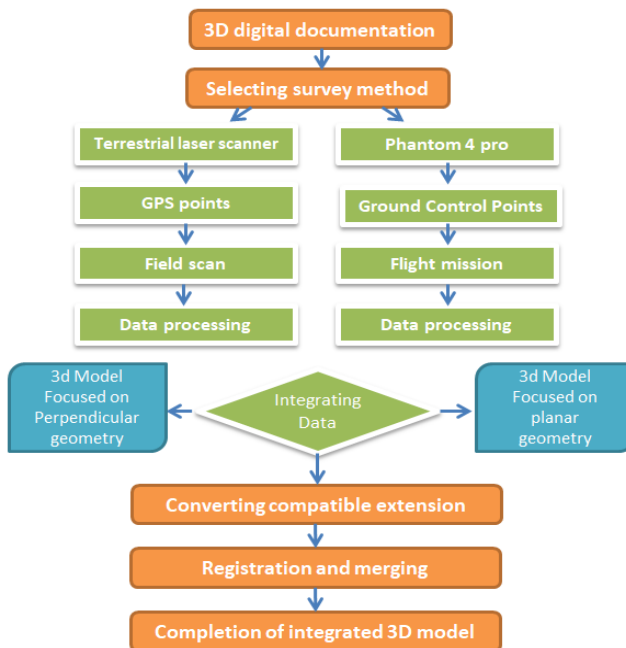 3D digital documentation
Selecting survey method
Terrestrial laser scanner
GPS points
Field scan
Data processing
Phantom 4 pro
Ground Control Points
Flight mission
Data processing
3d Model
Focused on
Perpendicular
geometry
Integrating
Data
3d Model
Focused on
planar
geometry
Converting compatible extension
Registration and merging
Completion of integrated 3D model